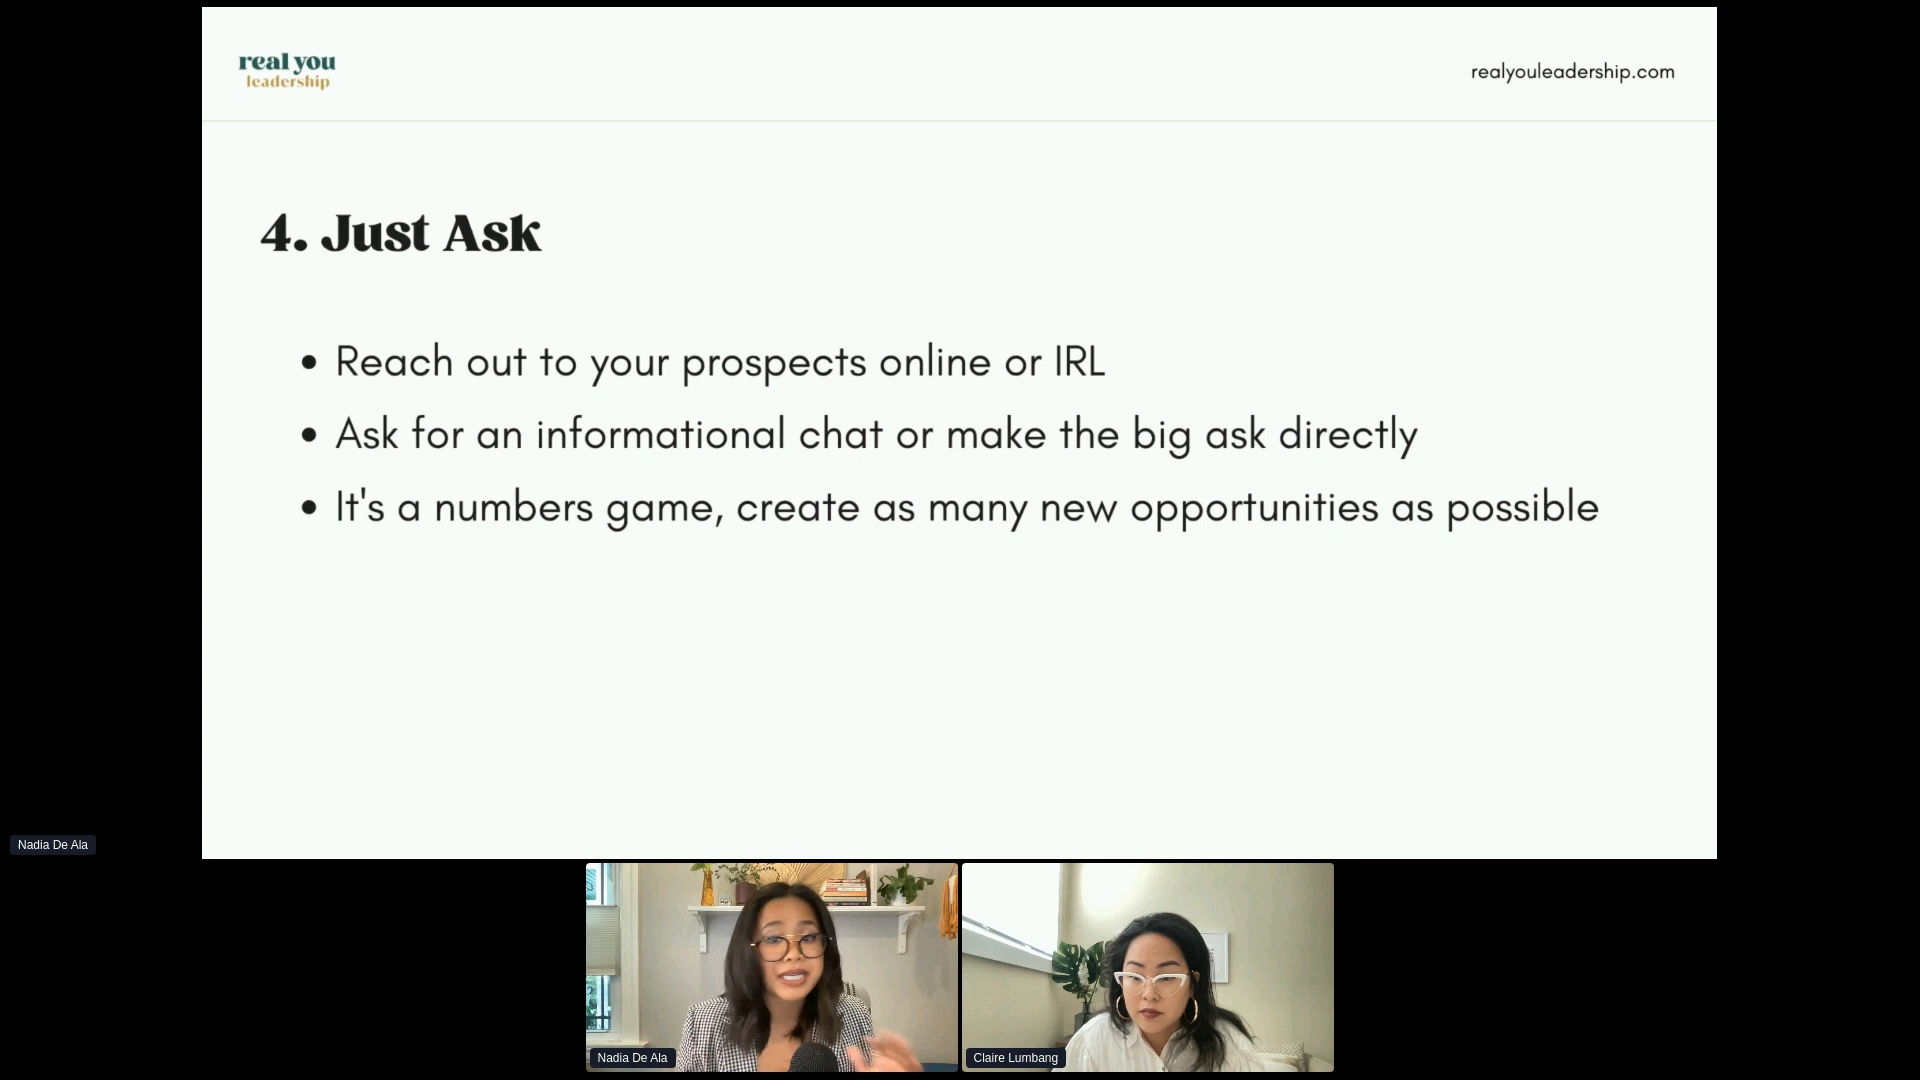 real you
leadership
realyouleadership.com
4. Just Ask
• Reach out to your prospects online or IRL
• Ask for an informational chat or make the big ask directly
• It's a numbers game, create as many new opportunities as possible
Nadia De Ala
Nadia De Ala
Claire Lumbang